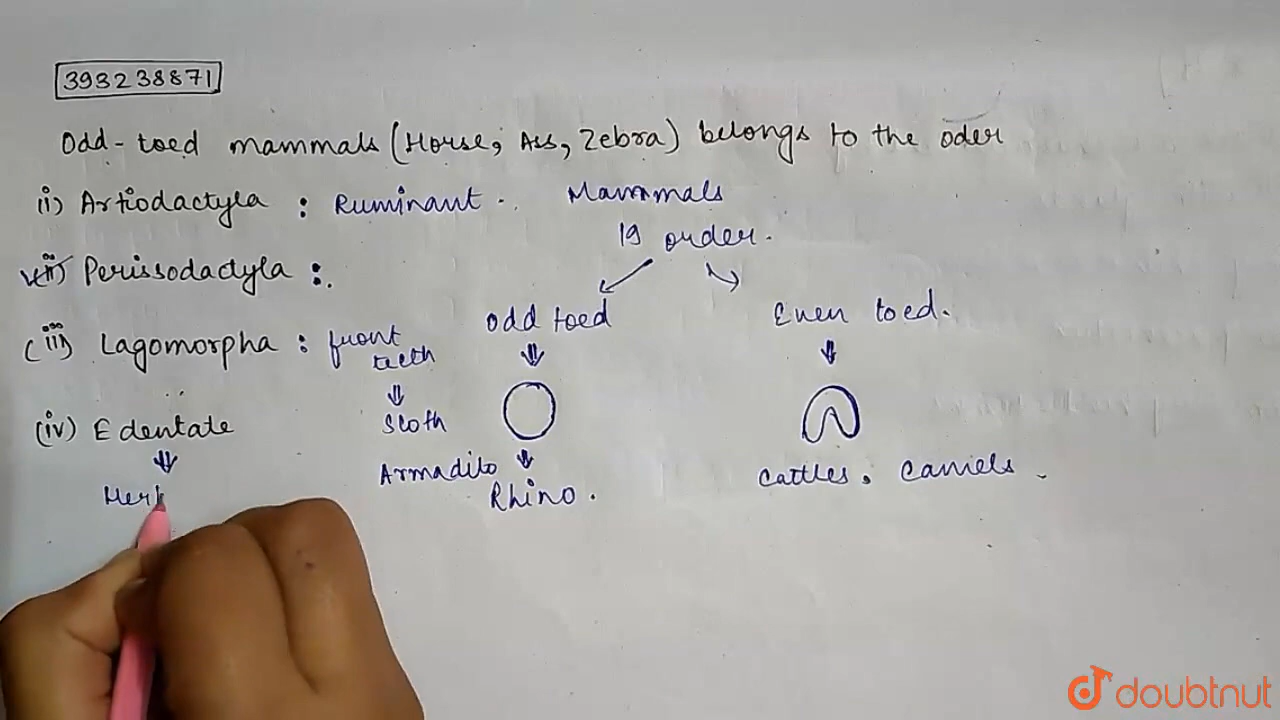 393238871
Odd-toed mammals (Horse, Ass, Zebra) belongs to the oder
(i) Artiodactyla : Ruminant.
Mammals
19 order.
(ii) Perissodactyla :
Odd toed
Even toed.
(iii) Lagomorpha : front teeth
Sloth
Armadilo
Rhino.
Cattles, Camels.
(iv) Edentate
Herb
doubtnut